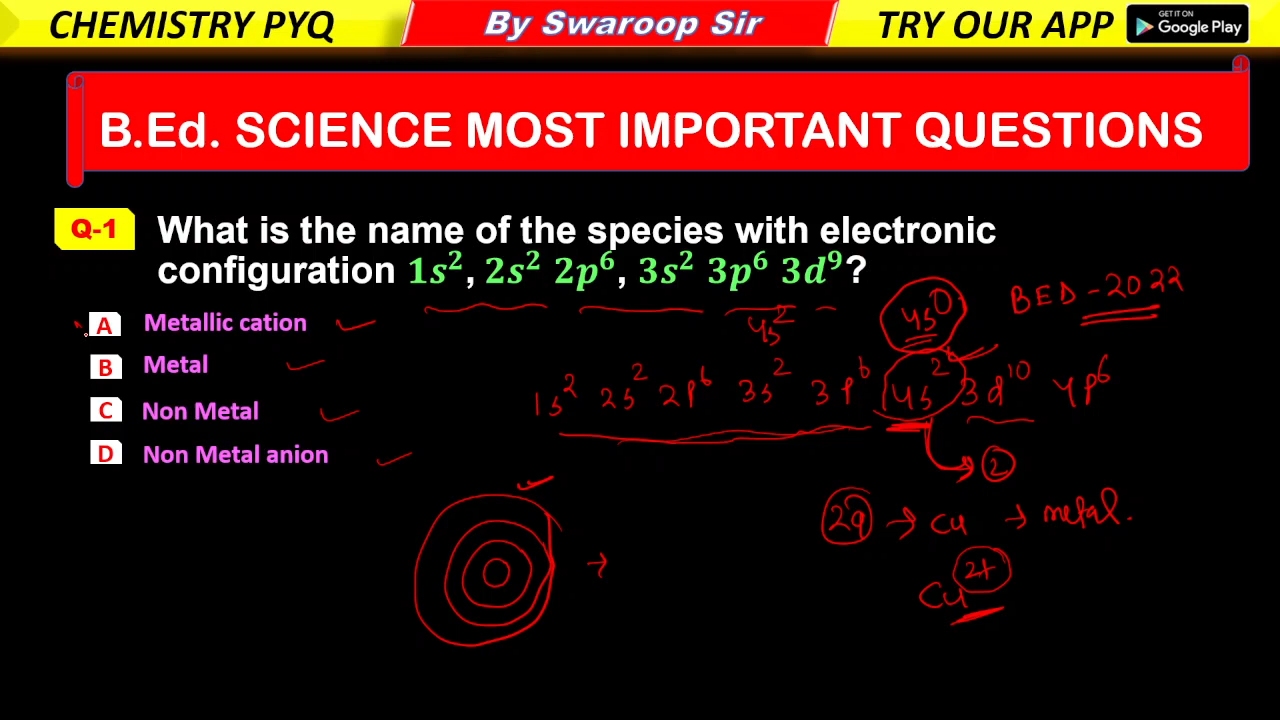 CHEMISTRY PYQ
By Swaroop Sir
TRY OUR APP
GET IT ON
Google Play
B.Ed. SCIENCE MOST IMPORTANT QUESTIONS
Q-1
What is the name of the species with electronic
configuration 1s², 2s² 2p⁶, 3s² 3p⁶ 3d⁹?
A Metallic cation
B Metal
C Non Metal
D Non Metal anion
4s²
4s⁰
BED - 2022
1s² 2s² 2p⁶ 3s² 3p⁶ 4s² 3d¹⁰ 4p⁶
2
29 → Cu → metal.
Cu²⁺